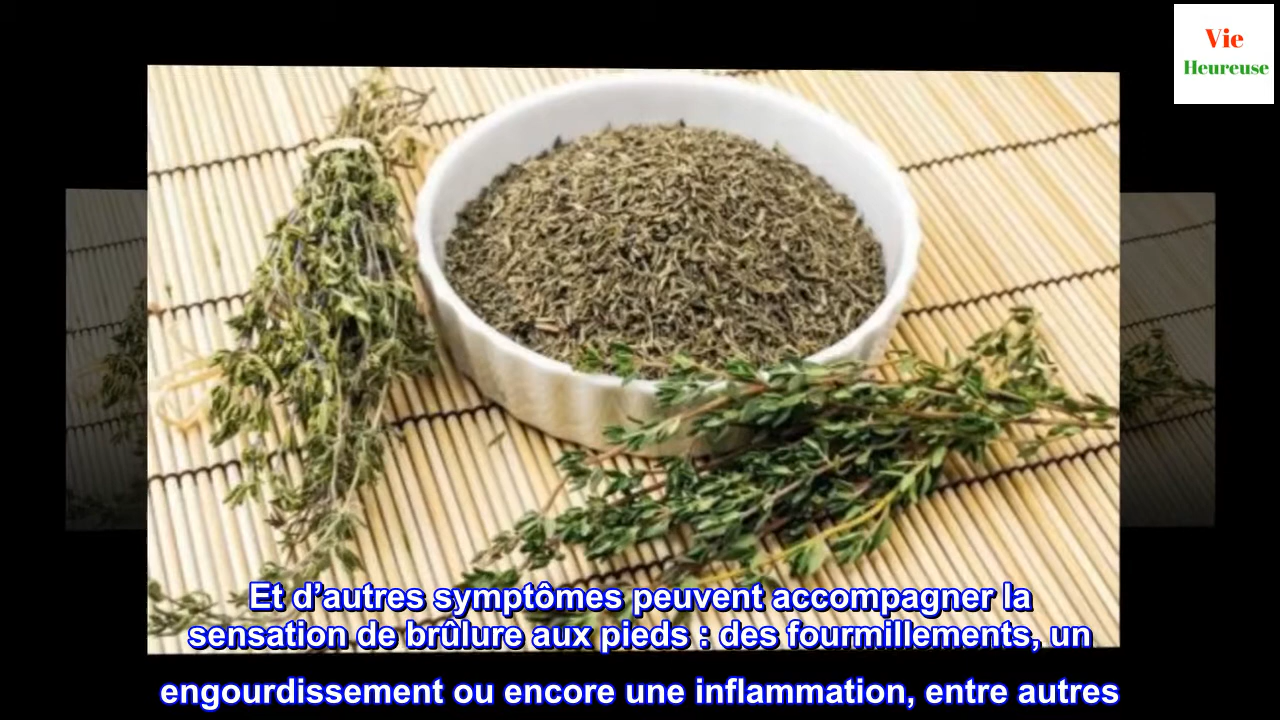 Vie
Heureuse
Et d'autres symptômes peuvent accompagner la
sensation de brûlure aux pieds : des fourmillements, un
engourdissement ou encore une inflammation, entre autres